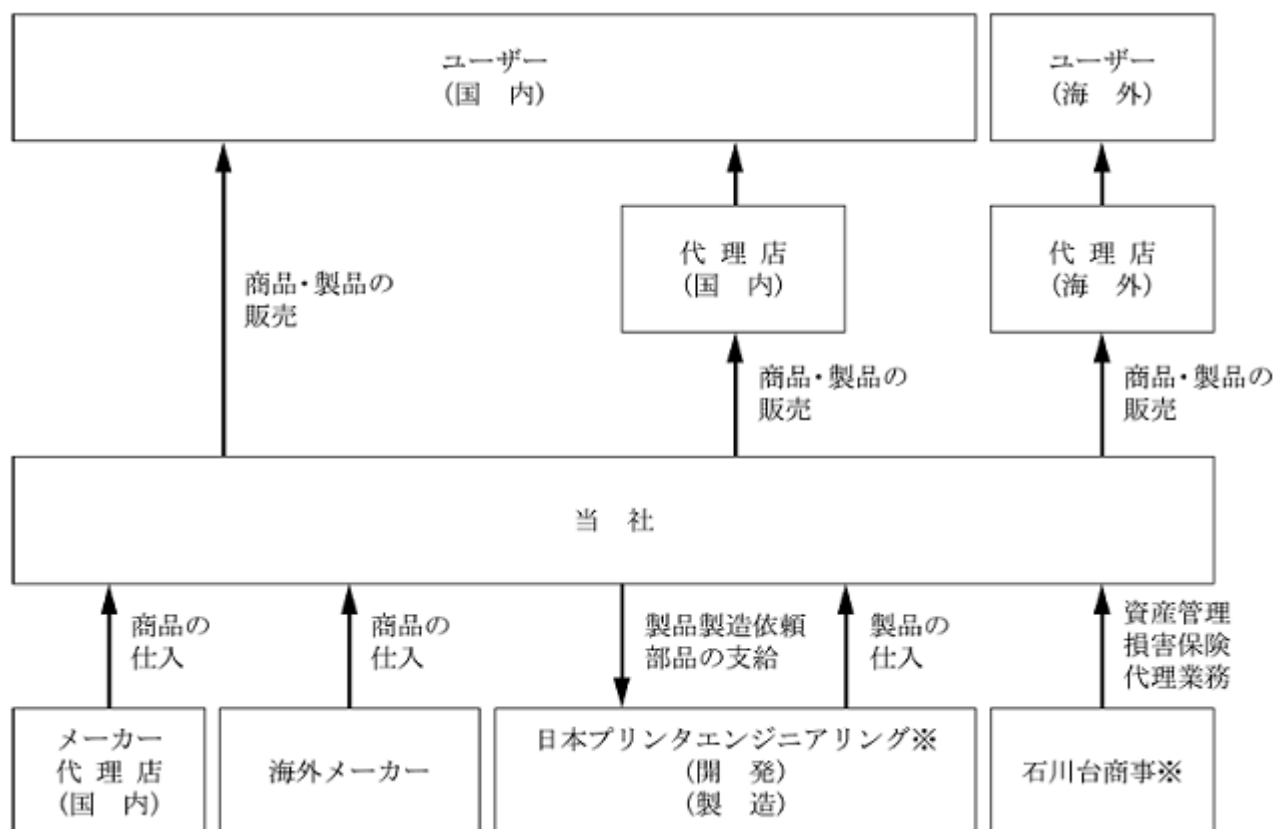 ユーザー
(国　内)
ユーザー
(海　外)
代 理 店
(国　内)
代 理 店
(海　外)
商品・製品の
販売
商品・製品の
販売
商品・製品の
販売
当　社
商品の
仕入
商品の
仕入
製品製造依頼
部品の支給
製品の
仕入
資産管理
損害保険
代理業務
メーカー
代 理 店
(国　内)
海外メーカー
日本プリンタエンジニアリング※
(開　発)
(製　造)
石川台商事※